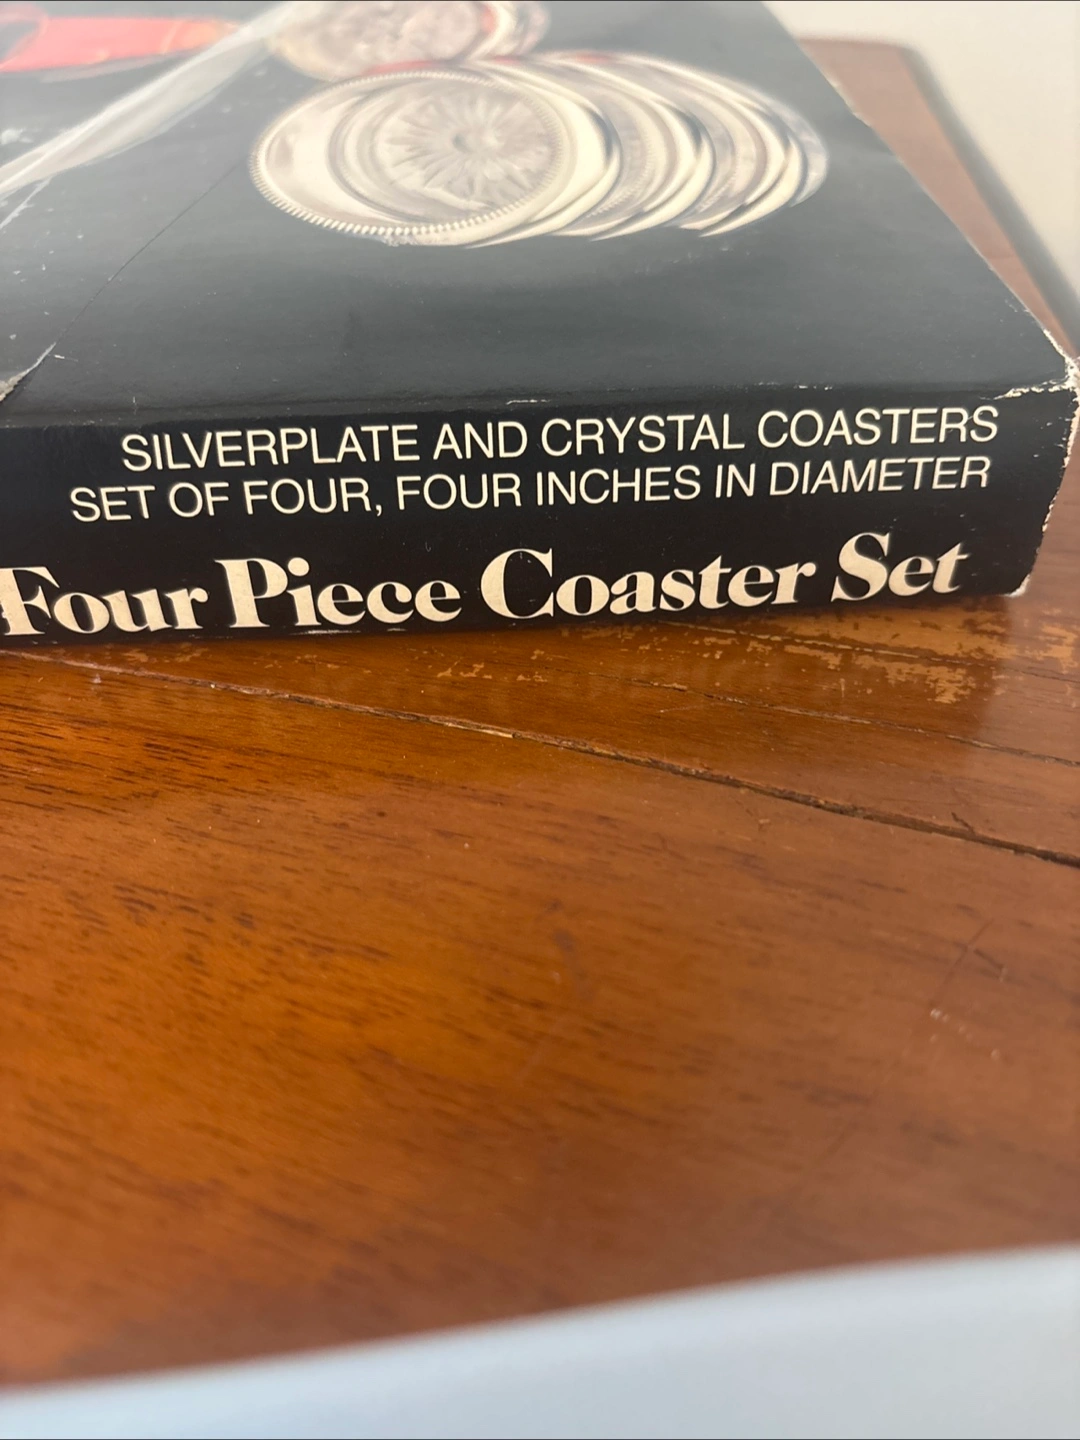 SILVERPLATE AND CRYSTAL COASTERS
SET OF FOUR, FOUR INCHES IN DIAMETER
Four Piece Coaster Set